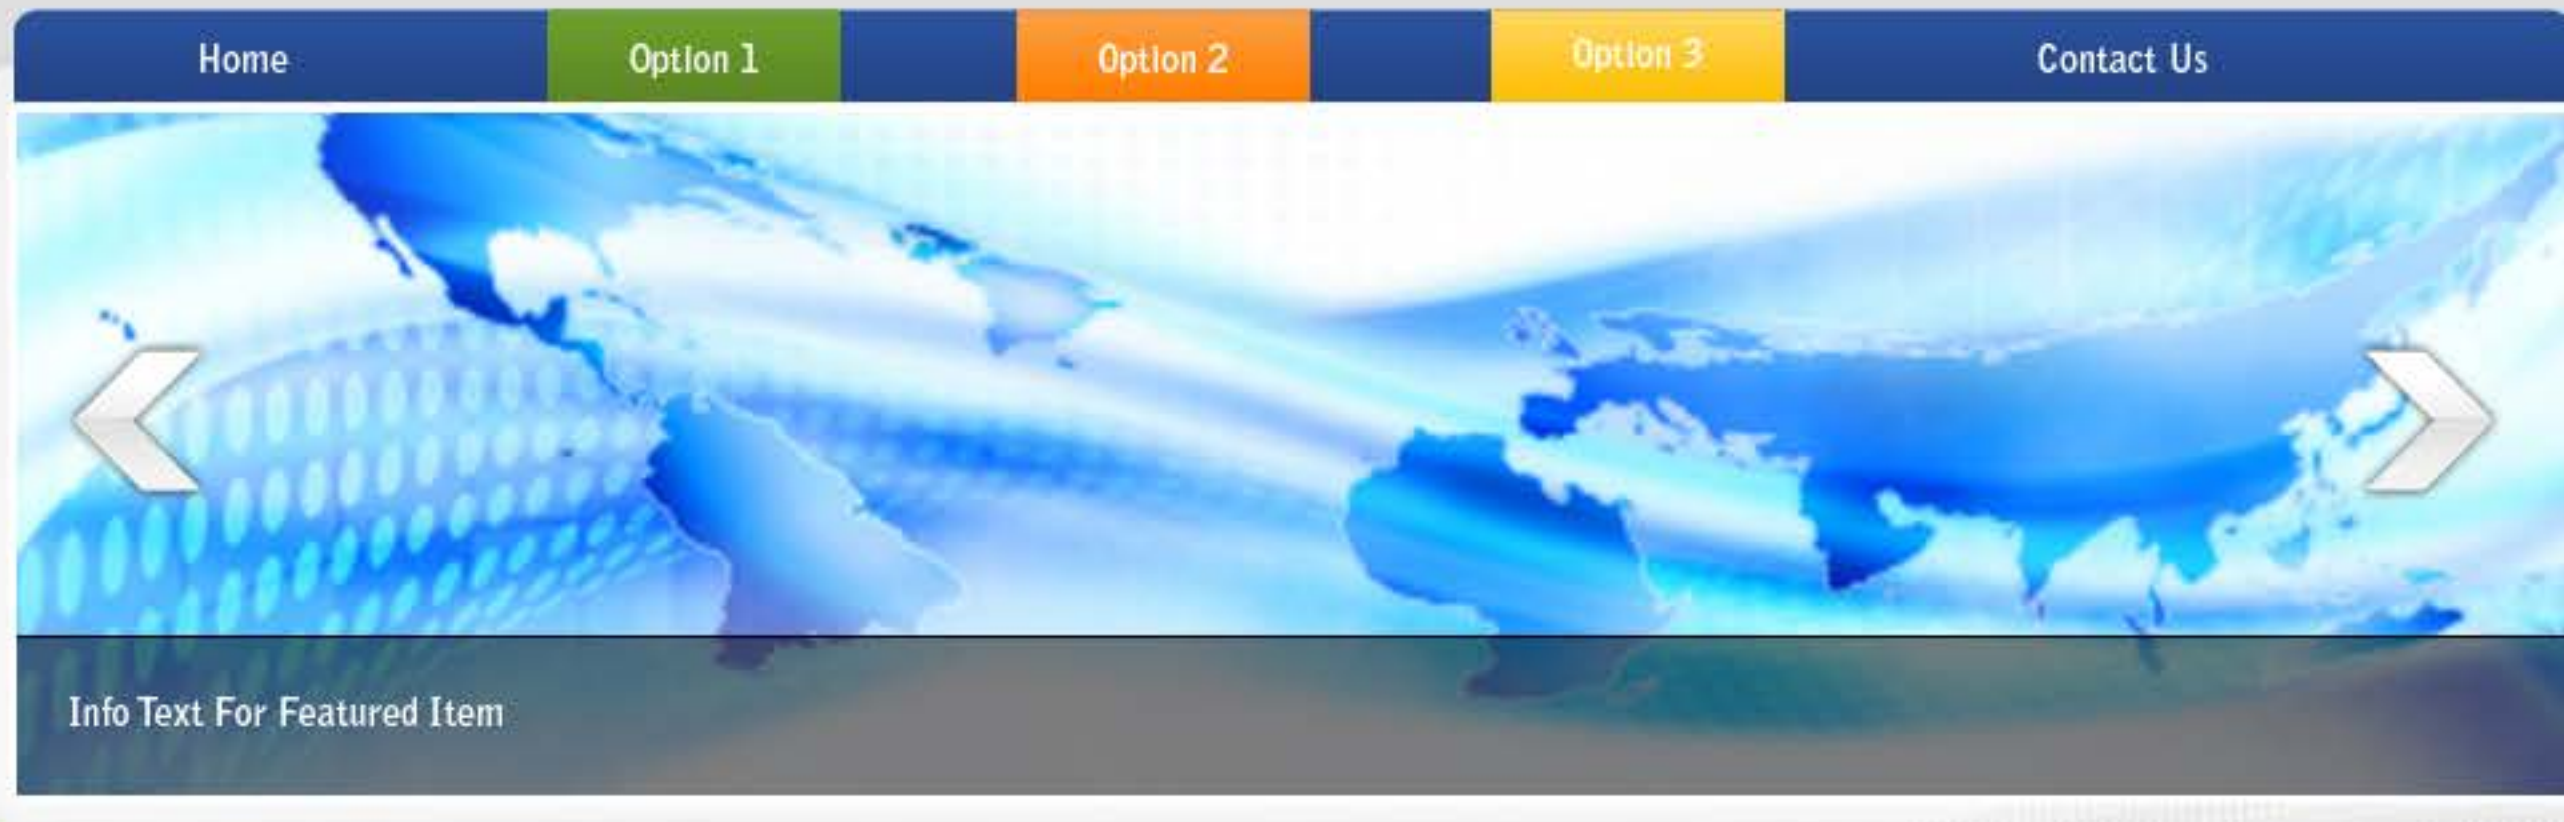 Home
Option 1
Option 2
Option 3
Contact Us
Info Text For Featured Item